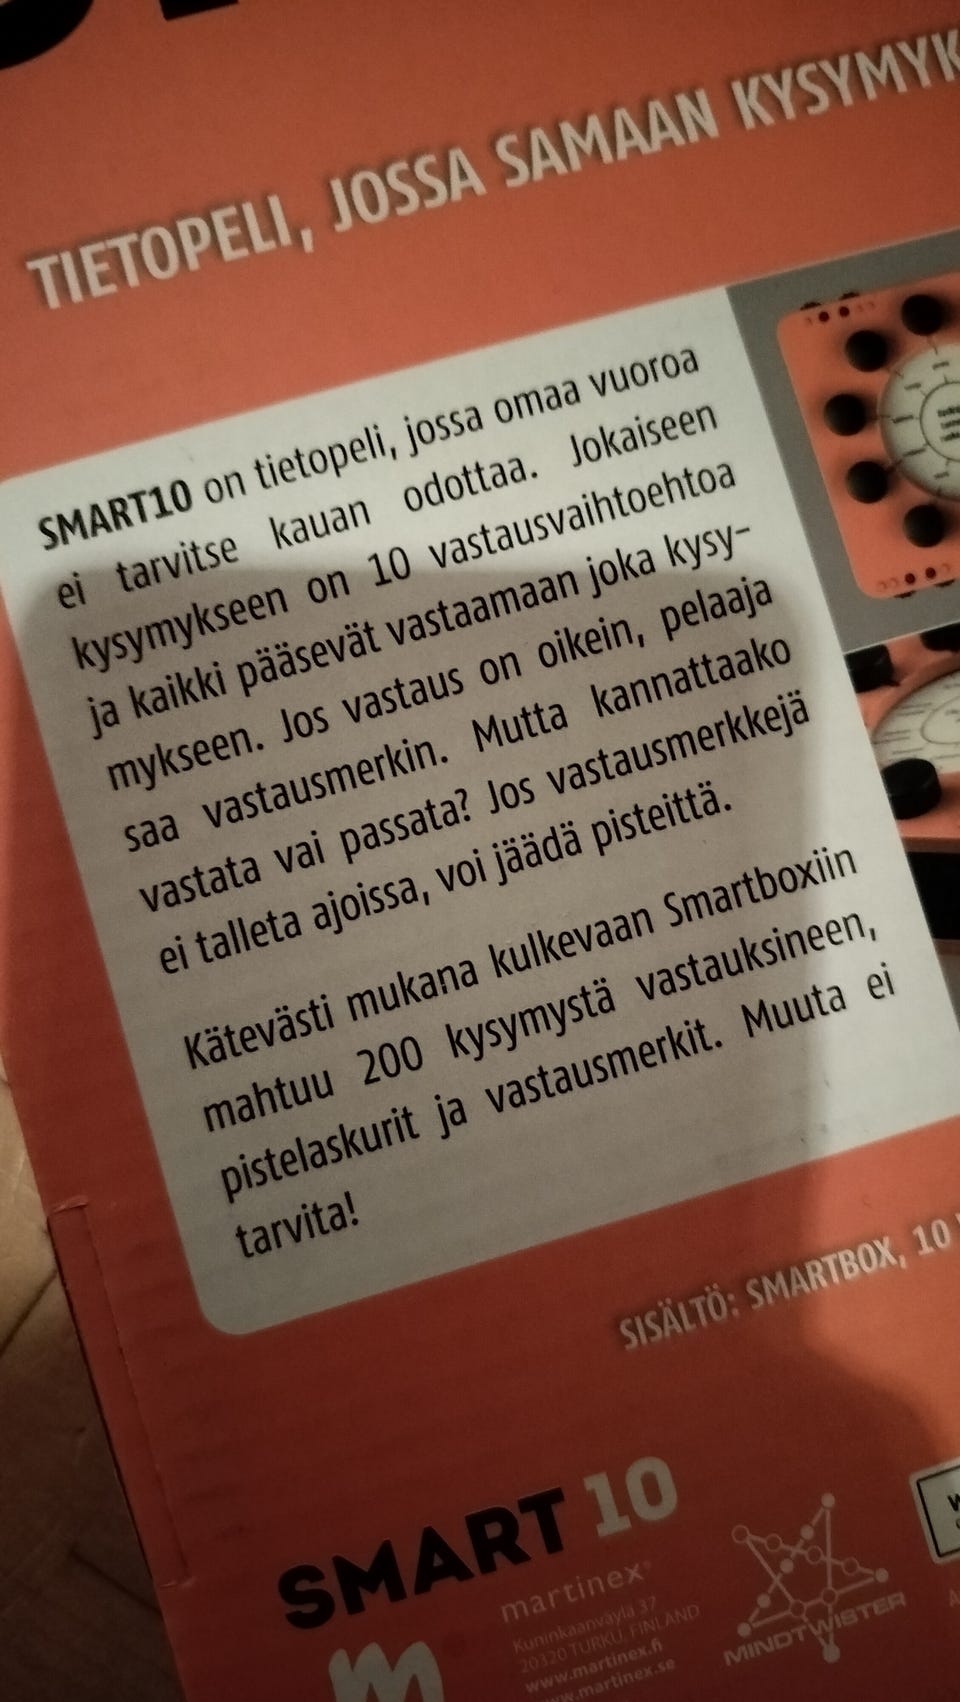 TIETOPELI, JOSSA SAMAAN
SMART10 on tietopeli, jossa omaa vuoroa
ei tarvitse kauan odottaa. Jokaiseen
kysymykseen on 10 vastausvaihtoehtoa
ja kaikki pääsevät vastaamaan joka kysy-
mykseen. Jos vastaus on oikein, pelaaja
saa vastausmerkin. Mutta kannattaako
vastata vai passata? Jos vastausmerkkejä
ei talleta ajoissa, voi jäädä pisteittä.
Kätevästi mukana kulkevaan Smartboxiin
mahtuu 200 kysymystä vastauksineen,
pistelaskurit ja vastausmerkit. Muuta ei
tarvita!
SISÄLTÖ: SMARTBOX, 10
SMART 10
martinex®
Kuninkaanväylä 37
20320 TURKU, FINLAND
www.martinex.fi
www.martinex.se
MINDTWISTER